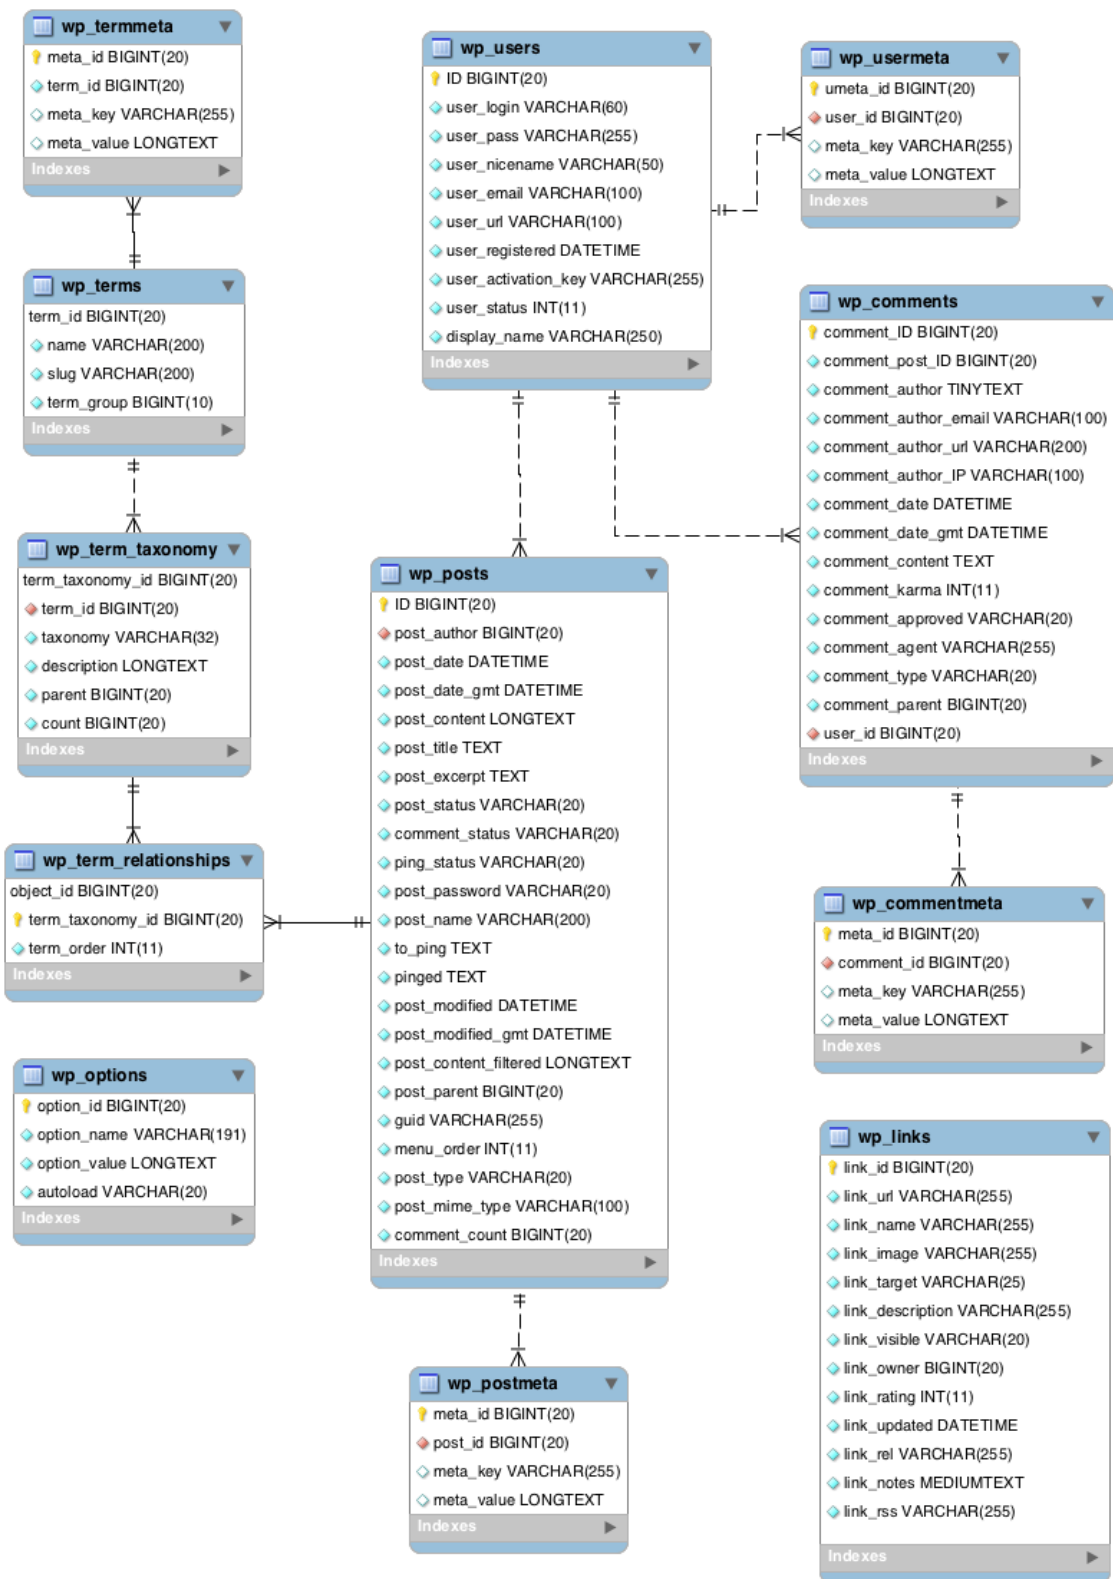 wp_termmeta
meta_id BIGINT(20)
term_id BIGINT(20)
meta_key VARCHAR(255)
meta_value LONGTEXT
Indexes
wp_terms
term_id BIGINT(20)
name VARCHAR(200)
slug VARCHAR(200)
term_group BIGINT(10)
Indexes
wp_term_taxonomy
term_taxonomy_id BIGINT(20)
term_id BIGINT(20)
taxonomy VARCHAR(32)
description LONGTEXT
parent BIGINT(20)
count BIGINT(20)
Indexes
wp_term_relationships
object_id BIGINT(20)
term_taxonomy_id BIGINT(20)
term_order INT(11)
Indexes
wp_options
option_id BIGINT(20)
option_name VARCHAR(191)
option_value LONGTEXT
autoload VARCHAR(20)
Indexes
wp_users
ID BIGINT(20)
user_login VARCHAR(60)
user_pass VARCHAR(255)
user_nicename VARCHAR(50)
user_email VARCHAR(100)
user_url VARCHAR(100)
user_registered DATETIME
user_activation_key VARCHAR(255)
user_status INT(11)
display_name VARCHAR(250)
Indexes
wp_posts
ID BIGINT(20)
post_author BIGINT(20)
post_date DATETIME
post_date_gmt DATETIME
post_content LONGTEXT
post_title TEXT
post_excerpt TEXT
post_status VARCHAR(20)
comment_status VARCHAR(20)
ping_status VARCHAR(20)
post_password VARCHAR(20)
post_name VARCHAR(200)
to_ping TEXT
pinged TEXT
post_modified DATETIME
post_modified_gmt DATETIME
post_content_filtered LONGTEXT
post_parent BIGINT(20)
guid VARCHAR(255)
menu_order INT(11)
post_type VARCHAR(20)
post_mime_type VARCHAR(100)
comment_count BIGINT(20)
Indexes
wp_postmeta
meta_id BIGINT(20)
post_id BIGINT(20)
meta_key VARCHAR(255)
meta_value LONGTEXT
Indexes
wp_usermeta
umeta_id BIGINT(20)
user_id BIGINT(20)
meta_key VARCHAR(255)
meta_value LONGTEXT
Indexes
wp_comments
comment_ID BIGINT(20)
comment_post_ID BIGINT(20)
comment_author TINYTEXT
comment_author_email VARCHAR(100)
comment_author_url VARCHAR(200)
comment_author_IP VARCHAR(100)
comment_date DATETIME
comment_date_gmt DATETIME
comment_content TEXT
comment_karma INT(11)
comment_approved VARCHAR(20)
comment_agent VARCHAR(255)
comment_type VARCHAR(20)
comment_parent BIGINT(20)
user_id BIGINT(20)
Indexes
wp_commentmeta
meta_id BIGINT(20)
comment_id BIGINT(20)
meta_key VARCHAR(255)
meta_value LONGTEXT
Indexes
wp_links
link_id BIGINT(20)
link_url VARCHAR(255)
link_name VARCHAR(255)
link_image VARCHAR(255)
link_target VARCHAR(25)
link_description VARCHAR(255)
link_visible VARCHAR(20)
link_owner BIGINT(20)
link_rating INT(11)
link_updated DATETIME
link_rel VARCHAR(255)
link_notes MEDIUMTEXT
link_rss VARCHAR(255)
Indexes